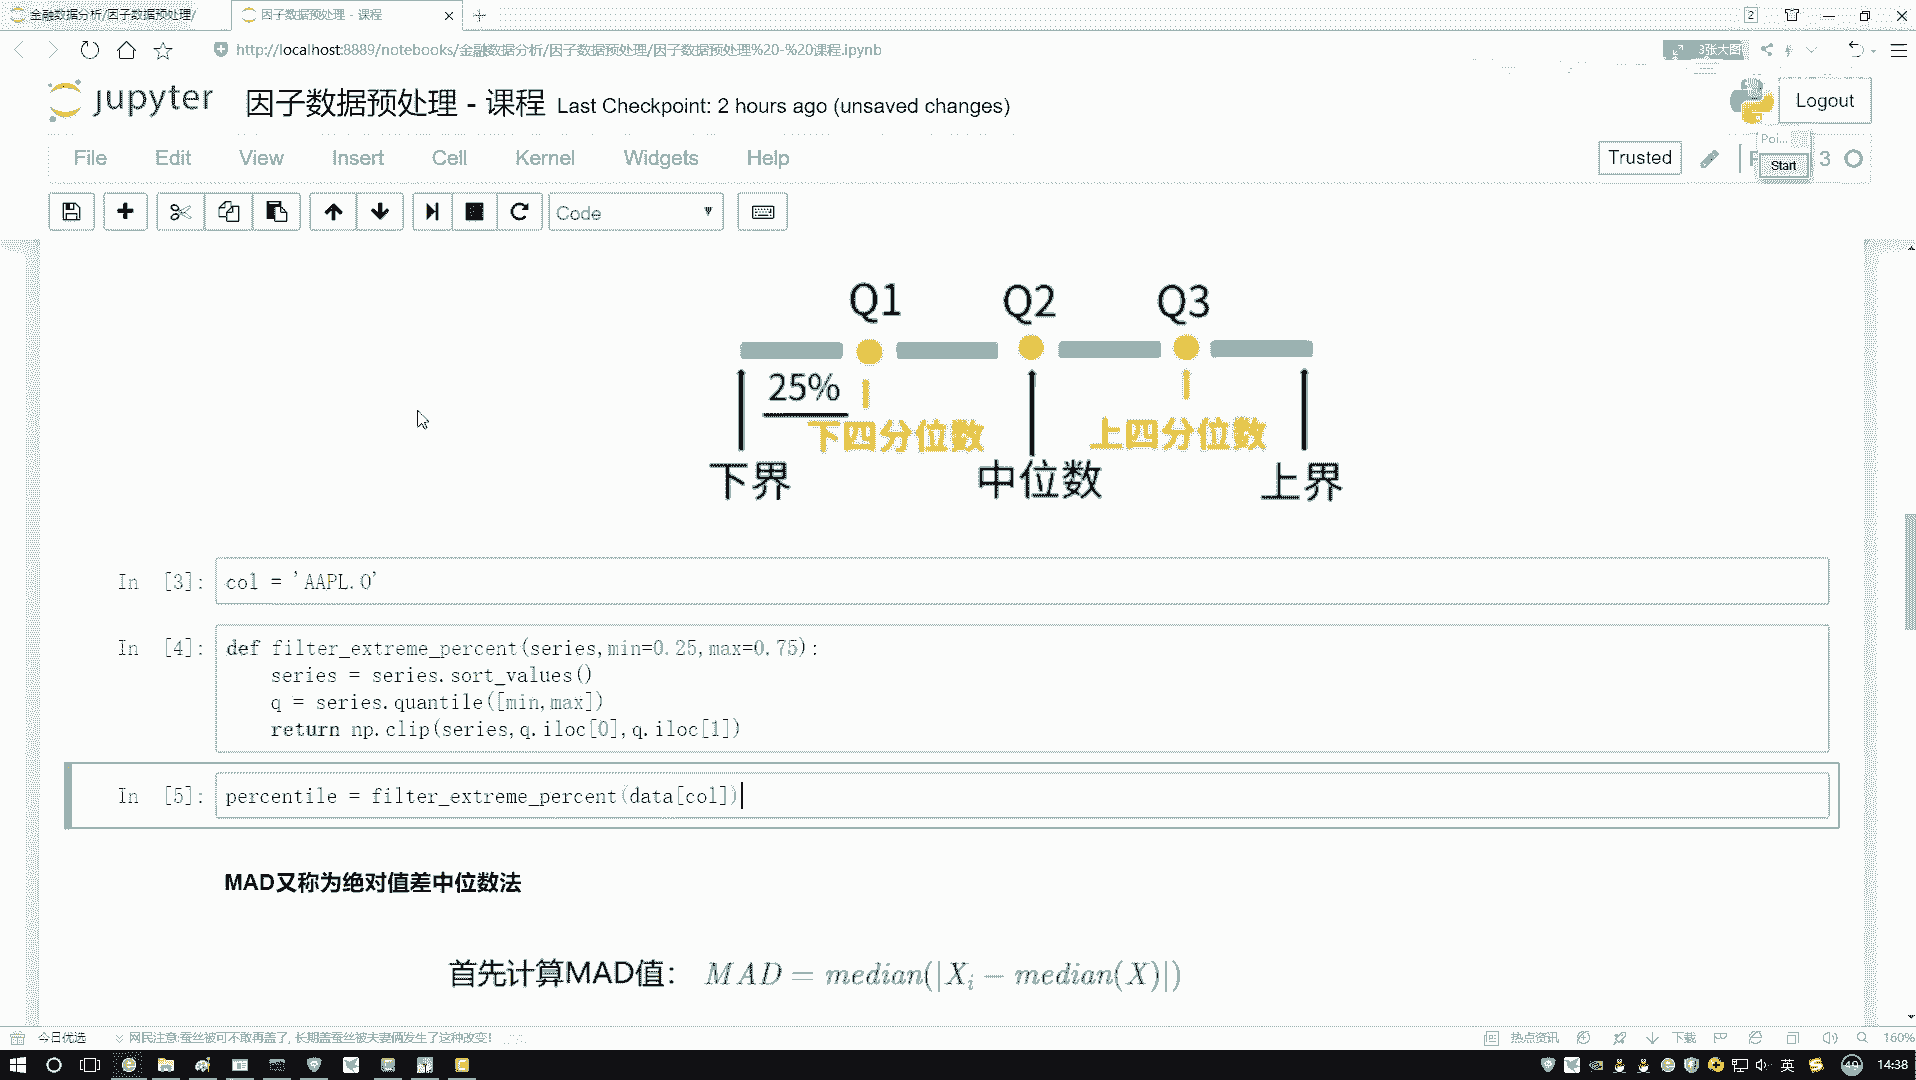 金融数据分析/因子数据预处理/
因子数据预处理 - 课程
2
http://localhost:8889/notebooks/金融数据分析/因子数据预处理/因子数据预处理%20-%20课程.ipynb
3张大图
jupyter 因子数据预处理 - 课程 Last Checkpoint: 2 hours ago (unsaved changes)
Logout
File Edit View Insert Cell Kernel Widgets Help
Trusted
Poi...
Start
3
Code
Q1 Q2 Q3
25%
下四分位数 上四分位数
下界 中位数 上界
In [3]: col = 'AAPL.O'
In [4]: def filter_extreme_percent(series,min=0.25,max=0.75):
series = series.sort_values()
q = series.quantile([min,max])
return np.clip(series,q.iloc[0],q.iloc[1])
In [5]: percentile = filter_extreme_percent(data[col])
MAD又称为绝对值差中位数法
首先计算MAD值： MAD = median(|Xi − median(X)|)
今日优选
网民注意:蚕丝被可不敢再盖了, 长期盖蚕丝被夫妻俩发生了这种改变!
热点资讯
下载
160%
英
49
14:38